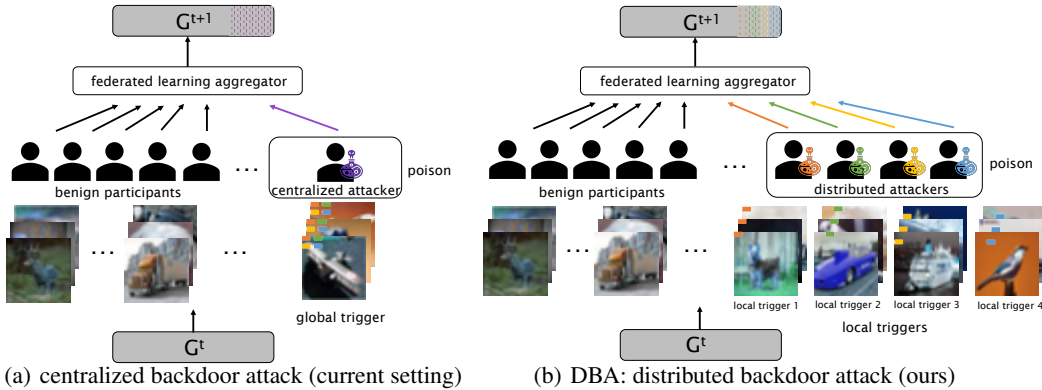 G^{t+1}
federated learning aggregator
...
poison
benign participants
centralized attacker
...
...
global trigger
G^t
(a) centralized backdoor attack (current setting)
G^{t+1}
federated learning aggregator
...
poison
benign participants
distributed attackers
...
...
local trigger 1
local trigger 2
local trigger 3
local trigger 4
local triggers
G^t
(b) DBA: distributed backdoor attack (ours)